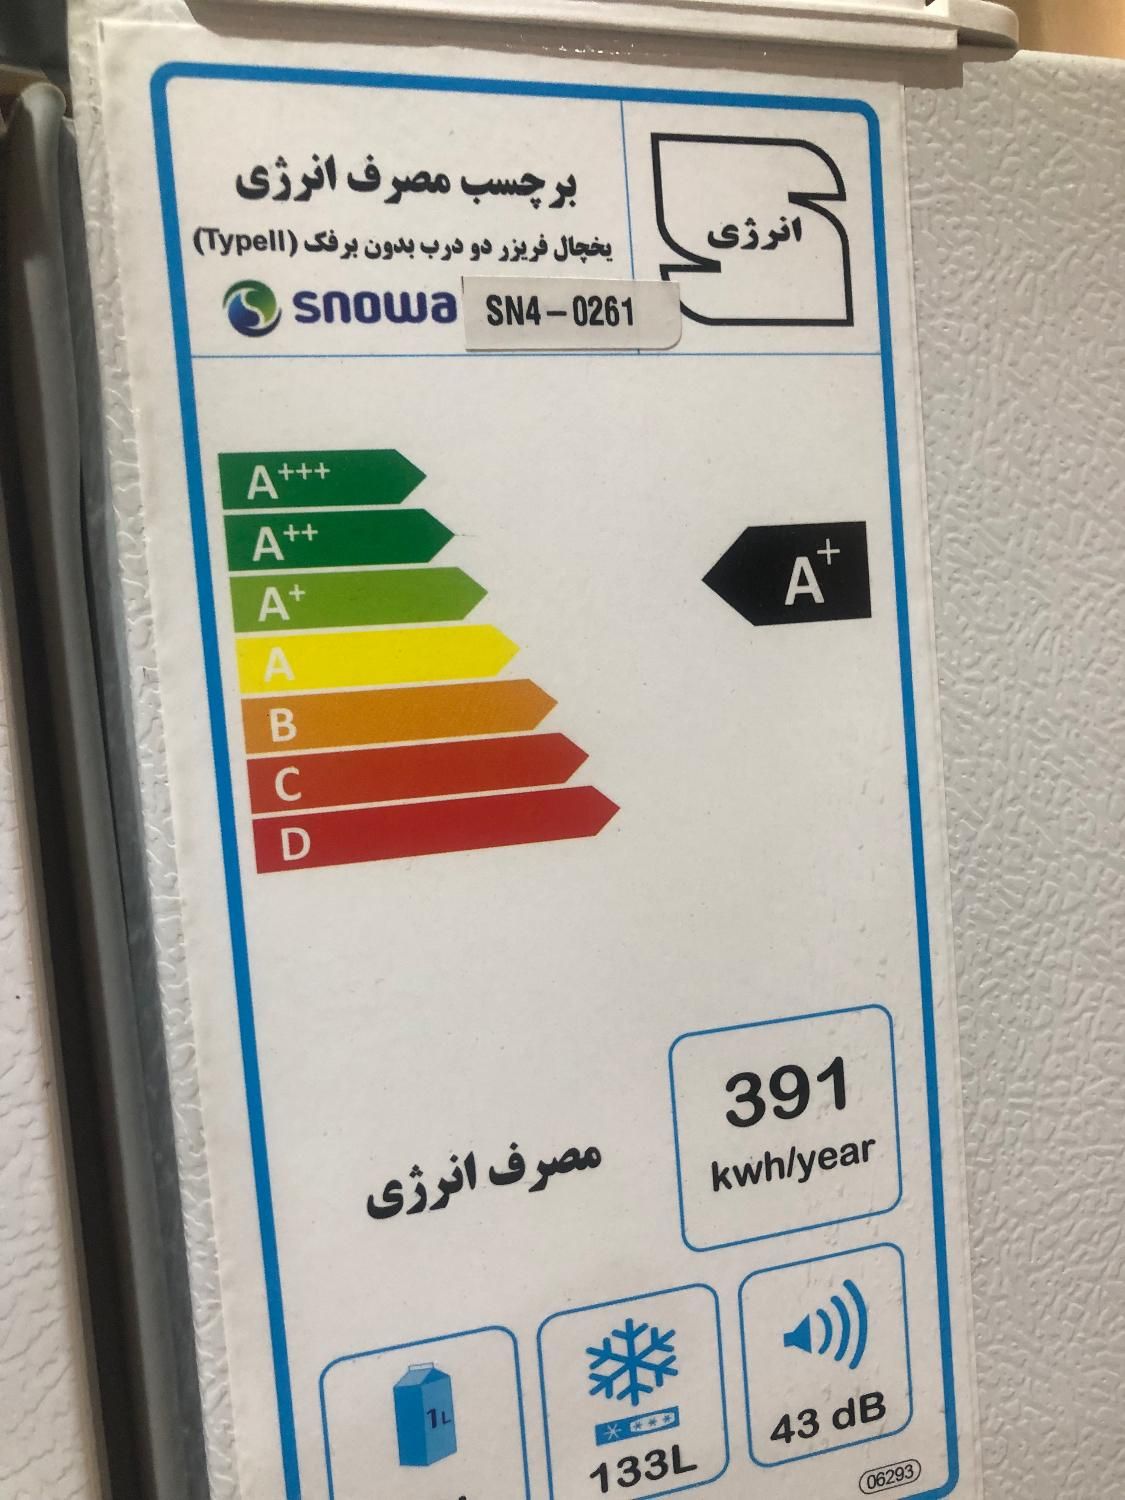 برچسب مصرف انرژی
انرژی
یخچال فریزر دو درب بدون برفک (TypeII)
snowa SN4-0261
A+++
A++
A+
A+
A
B
C
D
391
kwh/year
مصرف انرژی
1L
133L
43 dB
06293